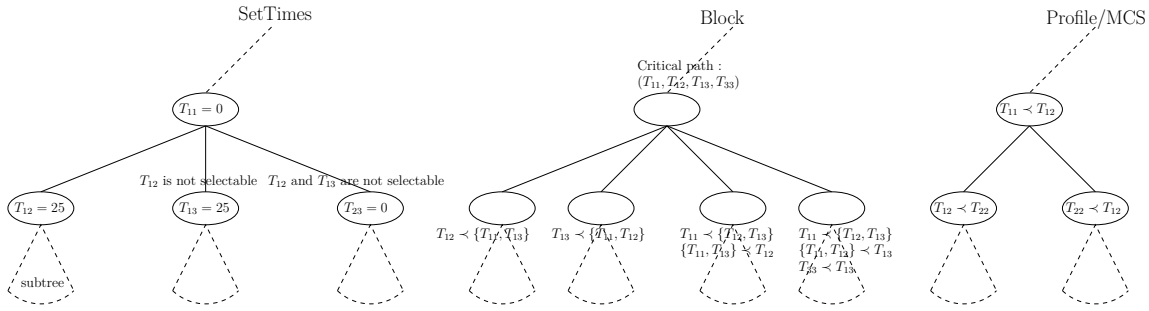 SetTimes
Block
Profile/MCS
Critical path :
(T₁₁, T₁₂, T₁₃, T₃₃)
T₁₁ = 0
T₁₁ ≺ T₁₂
T₁₂ is not selectable
T₁₂ and T₁₃ are not selectable
T₁₂ = 25
T₁₃ = 25
T₂₃ = 0
T₁₂ ≺ T₂₂
T₂₂ ≺ T₁₂
T₁₂ ≺ {T₁₁, T₁₃}
T₁₃ ≺ {T₁₁, T₁₂}
T₁₁ ≺ {T₁₂, T₁₃}
{T₁₁, T₁₃} ≺ T₁₂
T₁₁ ≺ {T₁₂, T₁₃}
{T₁₁, T₁₂} ≺ T₁₃
T₃₃ ≺ T₁₃
subtree